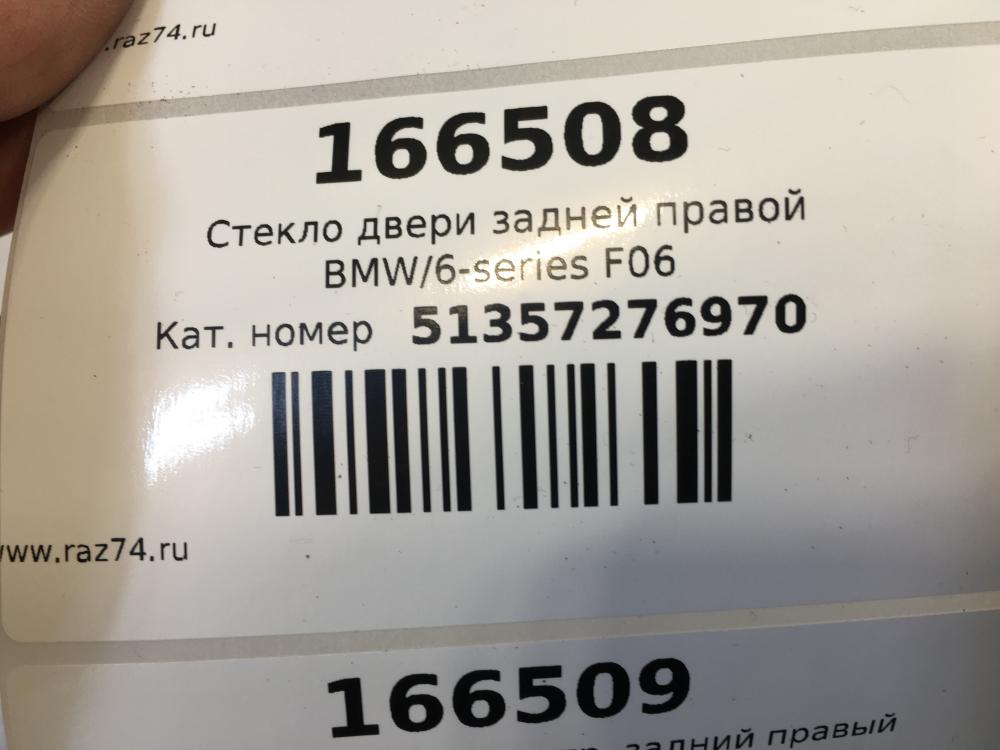 .raz74.ru
166508
Стекло двери задней правой
BMW/6-series F06
Кат. номер 51357276970
www.raz74.ru
166509
задний правый